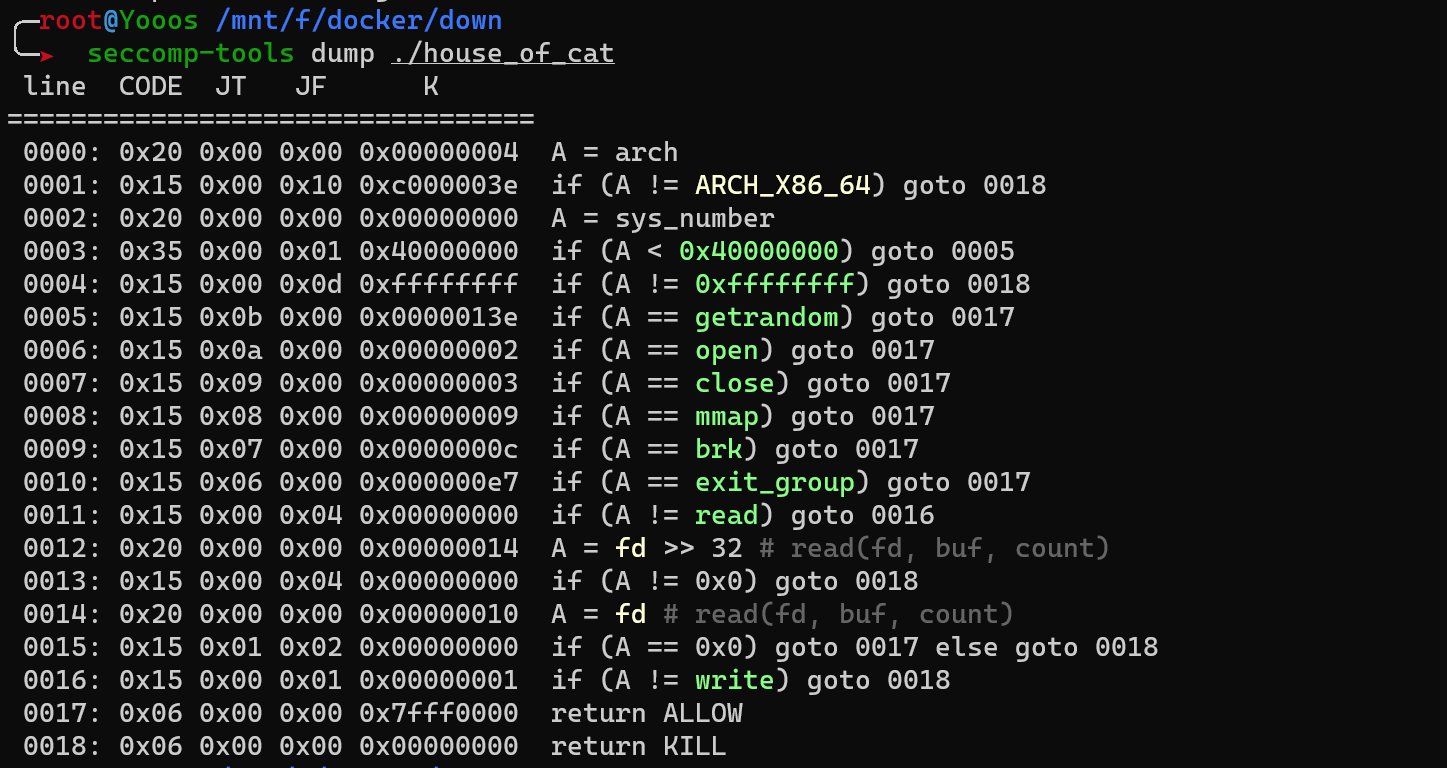 root@Yooos /mnt/f/docker/down
seccomp-tools dump ./house_of_cat
line CODE JT JF K
=================================
0000: 0x20 0x00 0x00 0x00000004 A = arch
0001: 0x15 0x00 0x10 0xc000003e if (A != ARCH_X86_64) goto 0018
0002: 0x20 0x00 0x00 0x00000000 A = sys_number
0003: 0x35 0x00 0x01 0x40000000 if (A < 0x40000000) goto 0005
0004: 0x15 0x00 0x0d 0xffffffff if (A != 0xffffffff) goto 0018
0005: 0x15 0x0b 0x00 0x0000013e if (A == getrandom) goto 0017
0006: 0x15 0x0a 0x00 0x00000002 if (A == open) goto 0017
0007: 0x15 0x09 0x00 0x00000003 if (A == close) goto 0017
0008: 0x15 0x08 0x00 0x00000009 if (A == mmap) goto 0017
0009: 0x15 0x07 0x00 0x0000000c if (A == brk) goto 0017
0010: 0x15 0x06 0x00 0x000000e7 if (A == exit_group) goto 0017
0011: 0x15 0x00 0x04 0x00000000 if (A != read) goto 0016
0012: 0x20 0x00 0x00 0x00000014 A = fd >> 32 # read(fd, buf, count)
0013: 0x15 0x00 0x04 0x00000000 if (A != 0x0) goto 0018
0014: 0x20 0x00 0x00 0x00000010 A = fd # read(fd, buf, count)
0015: 0x15 0x01 0x02 0x00000000 if (A == 0x0) goto 0017 else goto 0018
0016: 0x15 0x00 0x01 0x00000001 if (A != write) goto 0018
0017: 0x06 0x00 0x00 0x7fff0000 return ALLOW
0018: 0x06 0x00 0x00 0x00000000 return KILL